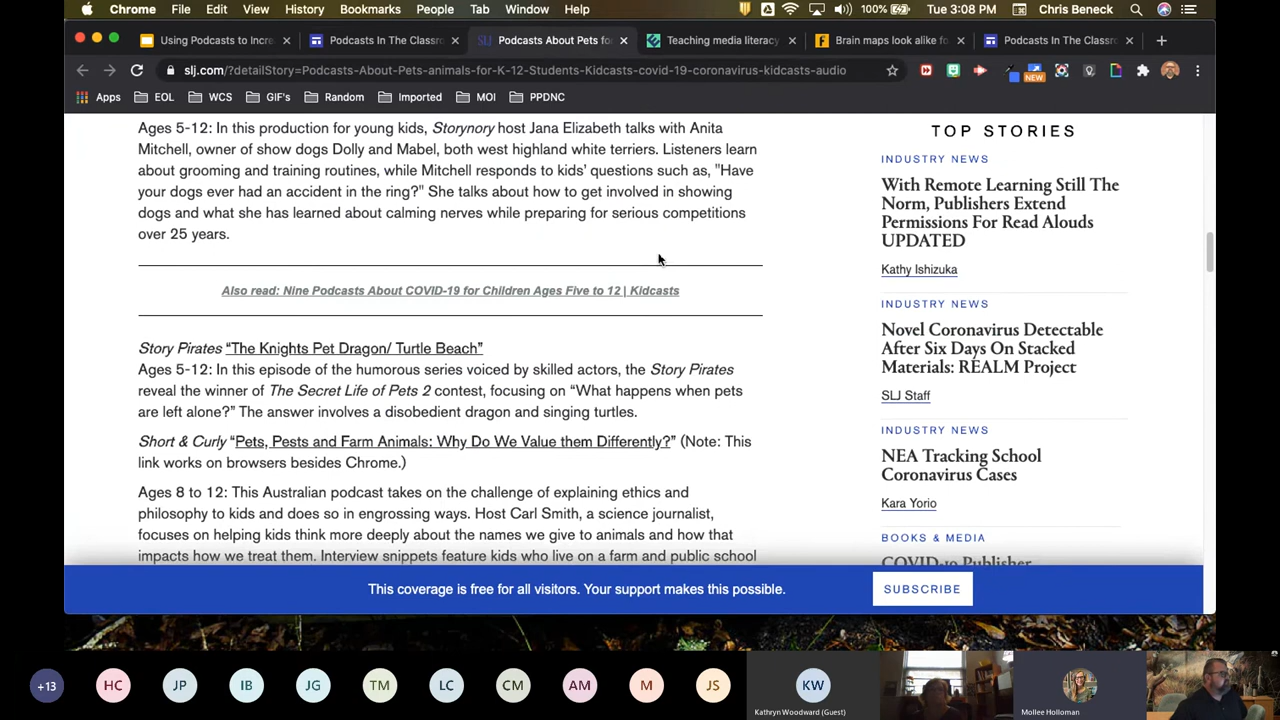 Chrome File Edit View History Bookmarks People Tab Window Help 100% Tue 3:08 PM Chris Beneck
Using Podcasts to Incre
Podcasts In The Classro
SLJ Podcasts About Pets fo
Teaching media literacy
Brain maps look alike fo
Podcasts In The Classro
slj.com/?detailStory=Podcasts-About-Pets-animals-for-K-12-Students-Kidcasts-covid-19-coronavirus-kidcasts-audio
NEW
Apps EOL WCS GIF's Random Imported MOI PPDNC
Ages 5-12: In this production for young kids, Storynory host Jana Elizabeth talks with Anita
Mitchell, owner of show dogs Dolly and Mabel, both west highland white terriers. Listeners learn
about grooming and training routines, while Mitchell responds to kids' questions such as, "Have
your dogs ever had an accident in the ring?" She talks about how to get involved in showing
dogs and what she has learned about calming nerves while preparing for serious competitions
over 25 years.
Also read: Nine Podcasts About COVID-19 for Children Ages Five to 12 | Kidcasts
Story Pirates “The Knights Pet Dragon/ Turtle Beach”
Ages 5-12: In this episode of the humorous series voiced by skilled actors, the Story Pirates
reveal the winner of The Secret Life of Pets 2 contest, focusing on “What happens when pets
are left alone?” The answer involves a disobedient dragon and singing turtles.
Short & Curly “Pets, Pests and Farm Animals: Why Do We Value them Differently?” (Note: This
link works on browsers besides Chrome.)
Ages 8 to 12: This Australian podcast takes on the challenge of explaining ethics and
philosophy to kids and does so in engrossing ways. Host Carl Smith, a science journalist,
focuses on helping kids think more deeply about the names we give to animals and how that
impacts how we treat them. Interview snippets feature kids who live on a farm and public school
TOP STORIES
INDUSTRY NEWS
With Remote Learning Still The
Norm, Publishers Extend
Permissions For Read Alouds
UPDATED
Kathy Ishizuka
INDUSTRY NEWS
Novel Coronavirus Detectable
After Six Days On Stacked
Materials: REALM Project
SLJ Staff
INDUSTRY NEWS
NEA Tracking School
Coronavirus Cases
Kara Yorio
BOOKS & MEDIA
COVID-19 Publisher
This coverage is free for all visitors. Your support makes this possible.
SUBSCRIBE
+13 HC JP IB JG TM LC CM AM M JS KW
Kathryn Woodward (Guest)
Mollee Holloman